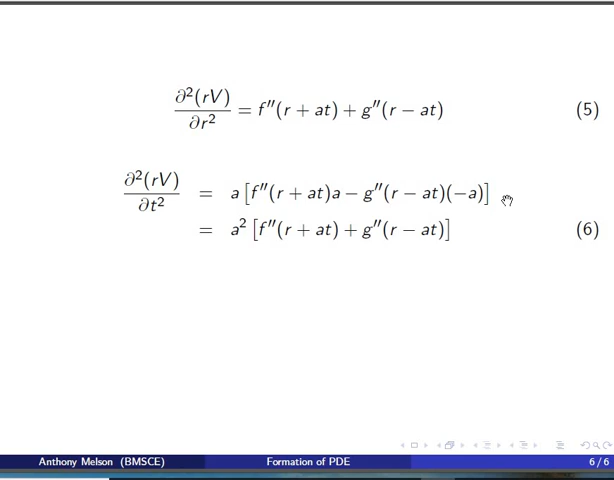 ∂²(rV)/∂r² = f″(r + at) + g″(r − at) (5)
∂²(rV)/∂t² = a [f″(r + at)a − g″(r − at)(−a)]
= a² [f″(r + at) + g″(r − at)] (6)
Anthony Melson (BMSCE) Formation of PDE 6 / 6